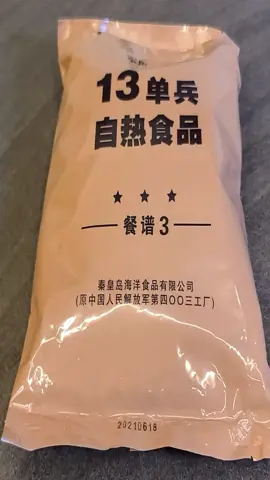 13单兵
自热食品
★ ★ ★
餐谱3
秦皇岛海洋食品有限公司
(原中国人民解放军第四〇〇三工厂)
20210618